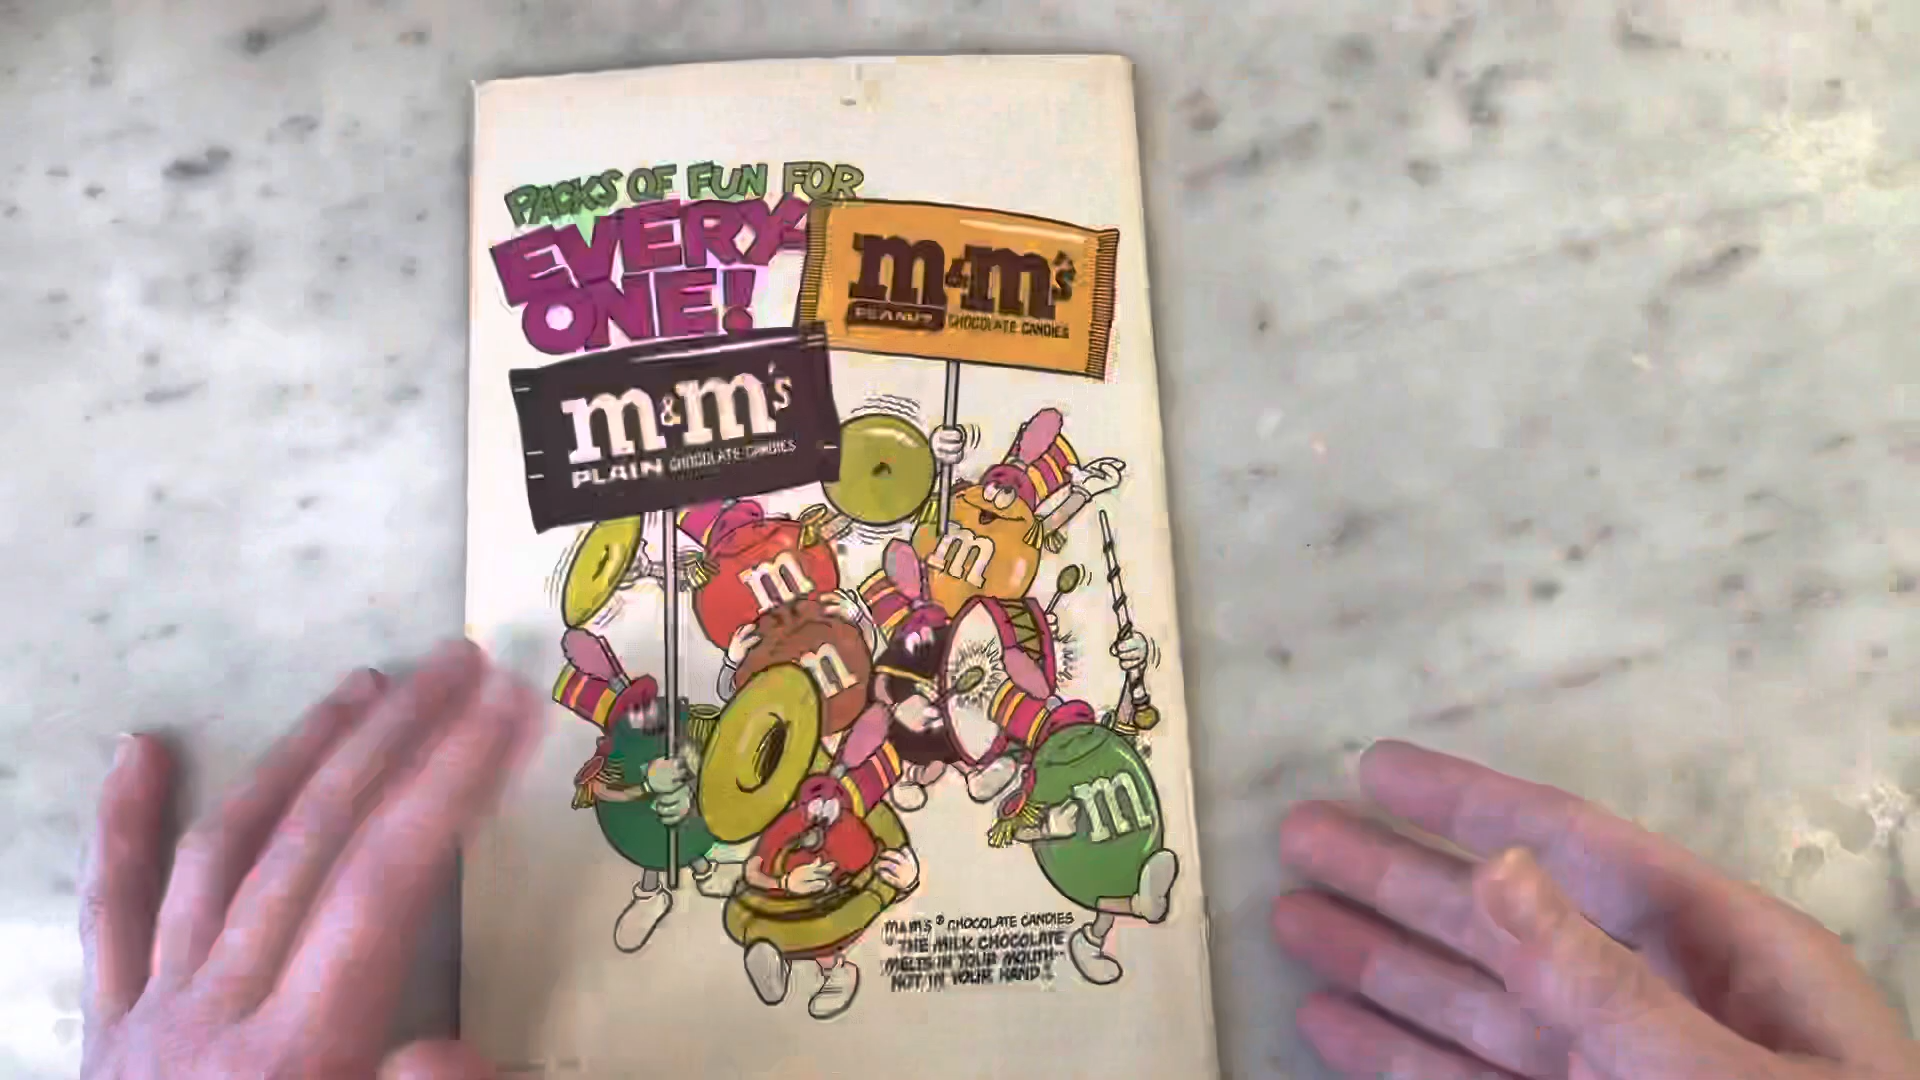 PACKS OF FUN FOR
EVERY-
ONE!
m&m's
PEANUT CHOCOLATE CANDIES
m&m's
PLAIN CHOCOLATE CANDIES
m
m
m
m
M&M'S ® CHOCOLATE CANDIES
"THE MILK CHOCOLATE
MELTS IN YOUR MOUTH--
NOT IN YOUR HAND."